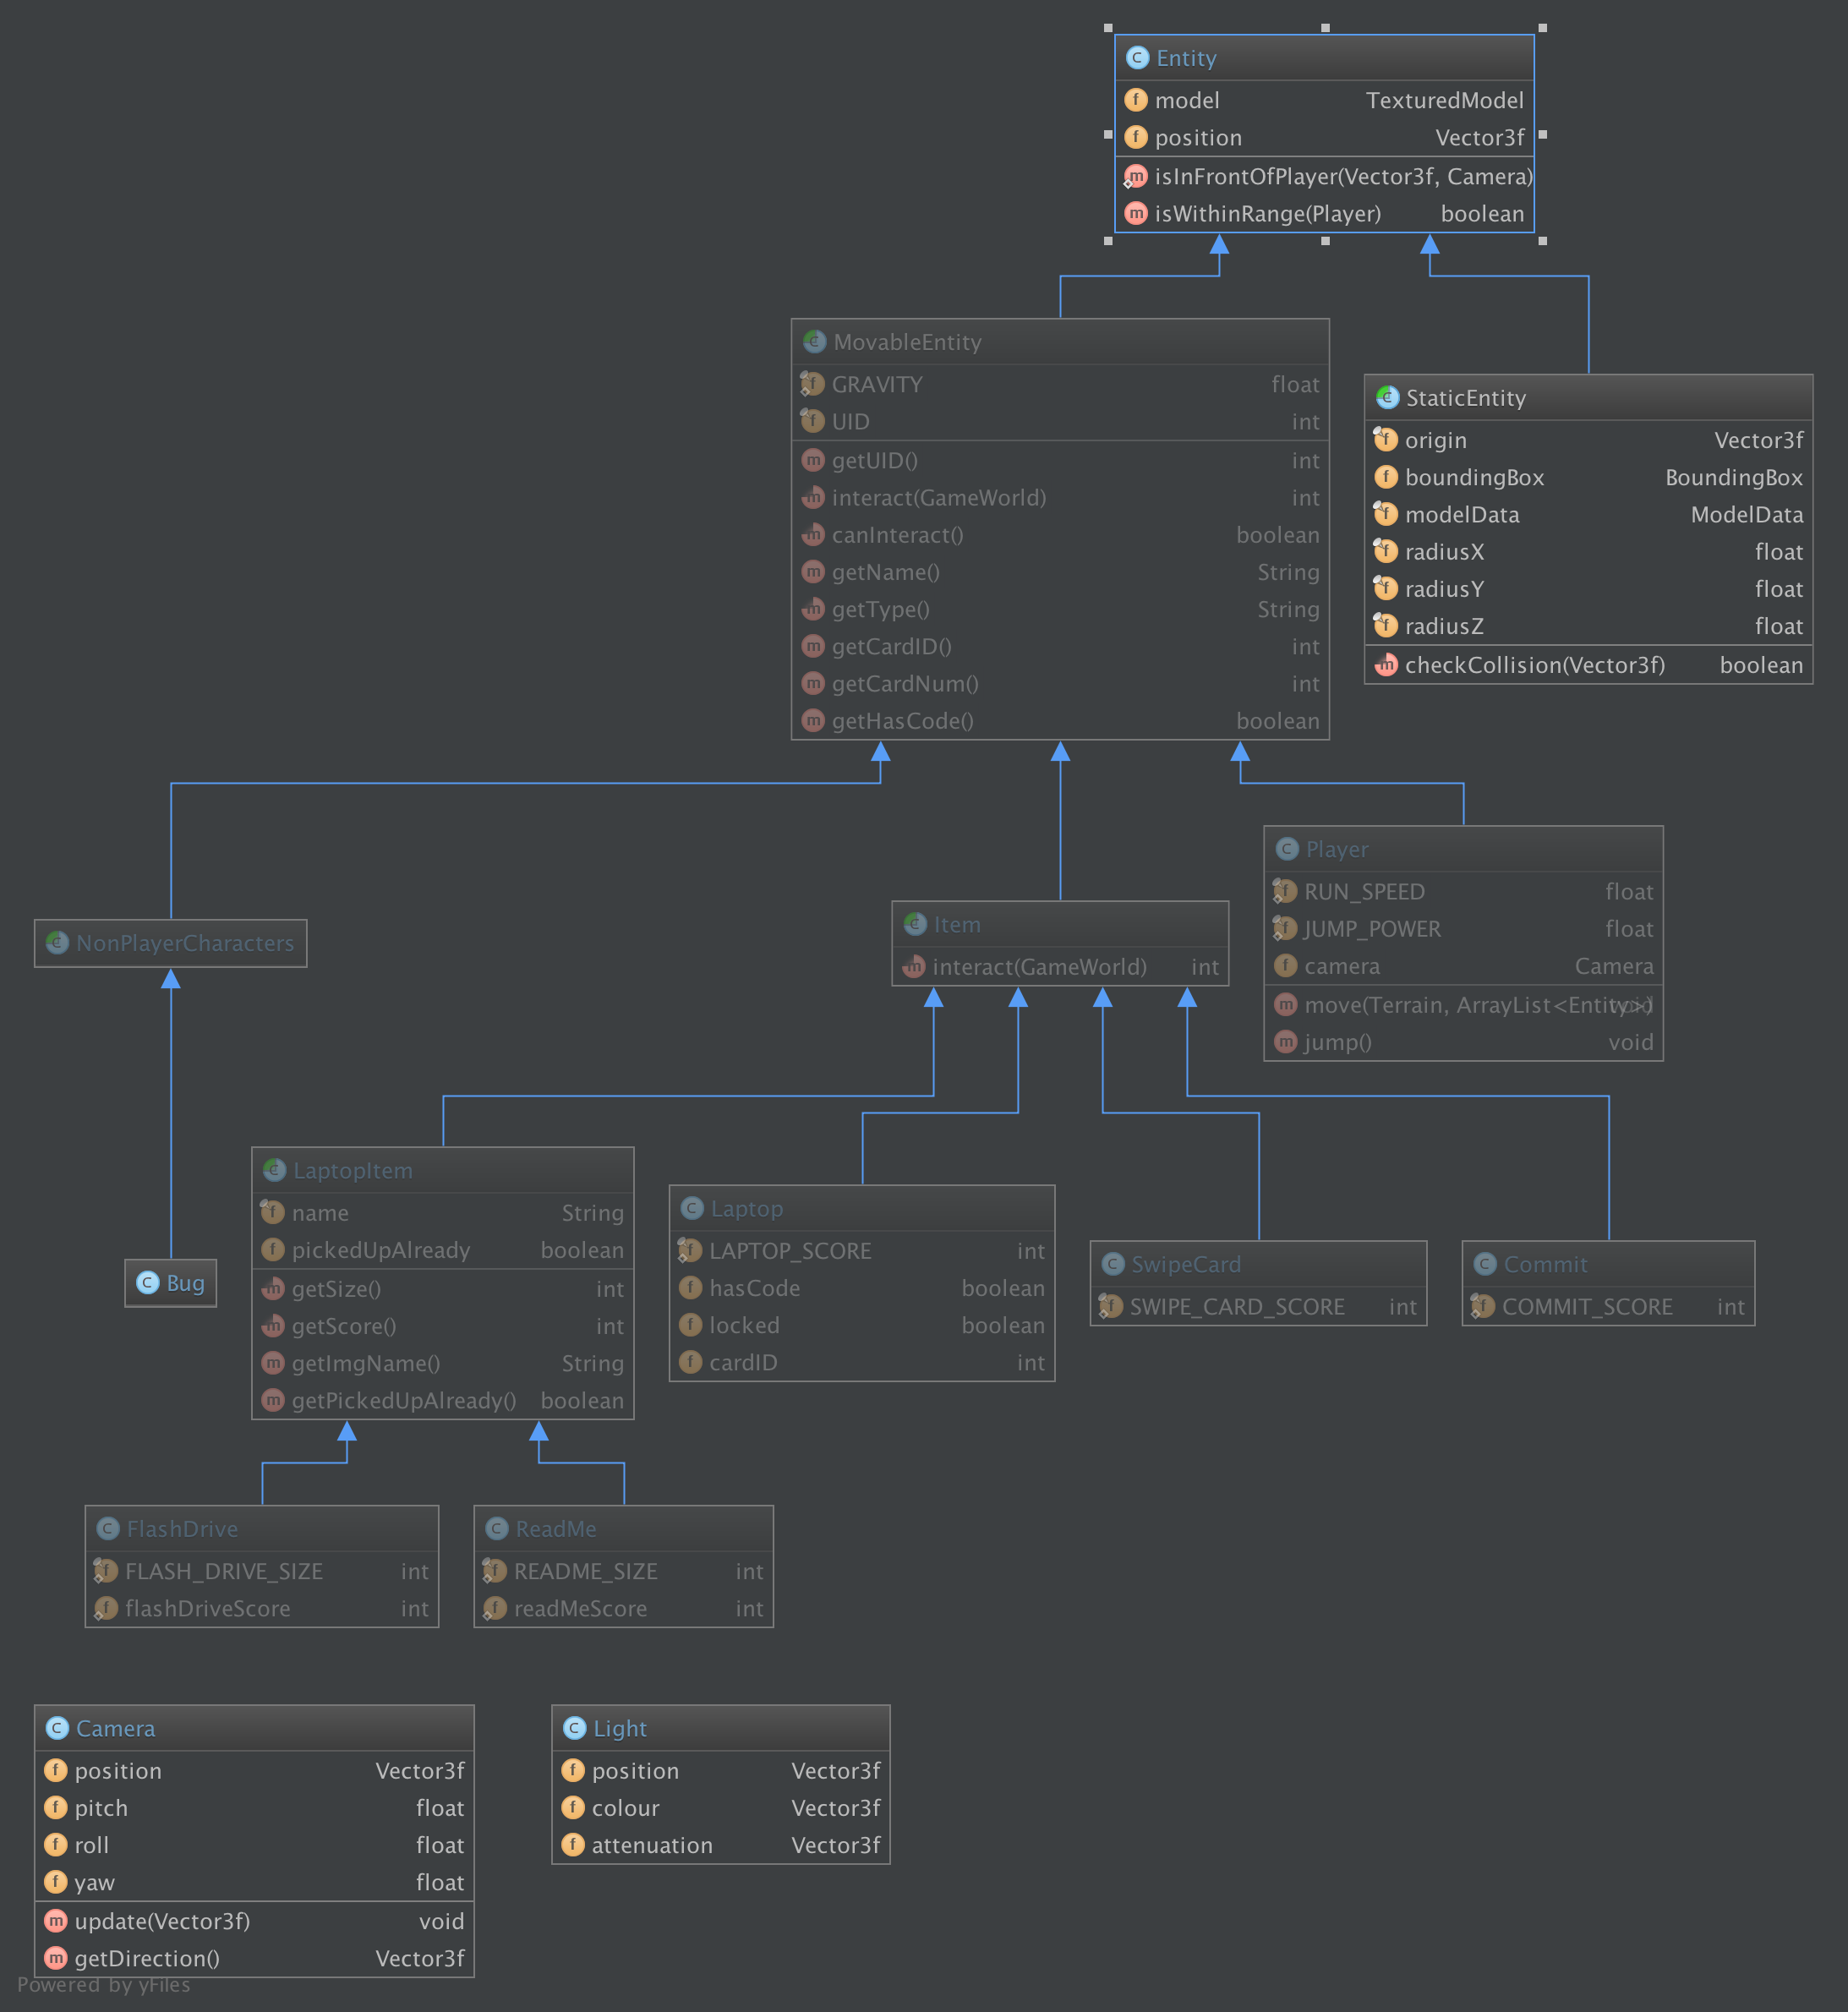 Entity
model TexturedModel
position Vector3f
isInFrontOfPlayer(Vector3f, Camera)
isWithinRange(Player) boolean
MovableEntity
GRAVITY float
UID int
getUID() int
interact(GameWorld) int
canInteract() boolean
getName() String
getType() String
getCardID() int
getCardNum() int
getHasCode() boolean
StaticEntity
origin Vector3f
boundingBox BoundingBox
modelData ModelData
radiusX float
radiusY float
radiusZ float
checkCollision(Vector3f) boolean
NonPlayerCharacters
Item
interact(GameWorld) int
Player
RUN_SPEED float
JUMP_POWER float
camera Camera
move(Terrain, ArrayList<Entity>) void
jump() void
LaptopItem
name String
pickedUpAlready boolean
getSize() int
getScore() int
getImgName() String
getPickedUpAlready() boolean
Laptop
LAPTOP_SCORE int
hasCode boolean
locked boolean
cardID int
SwipeCard
SWIPE_CARD_SCORE int
Commit
COMMIT_SCORE int
Bug
FlashDrive
FLASH_DRIVE_SIZE int
flashDriveScore int
ReadMe
README_SIZE int
readMeScore int
Camera
position Vector3f
pitch float
roll float
yaw float
update(Vector3f) void
getDirection() Vector3f
Light
position Vector3f
colour Vector3f
attenuation Vector3f
Powered by yFiles